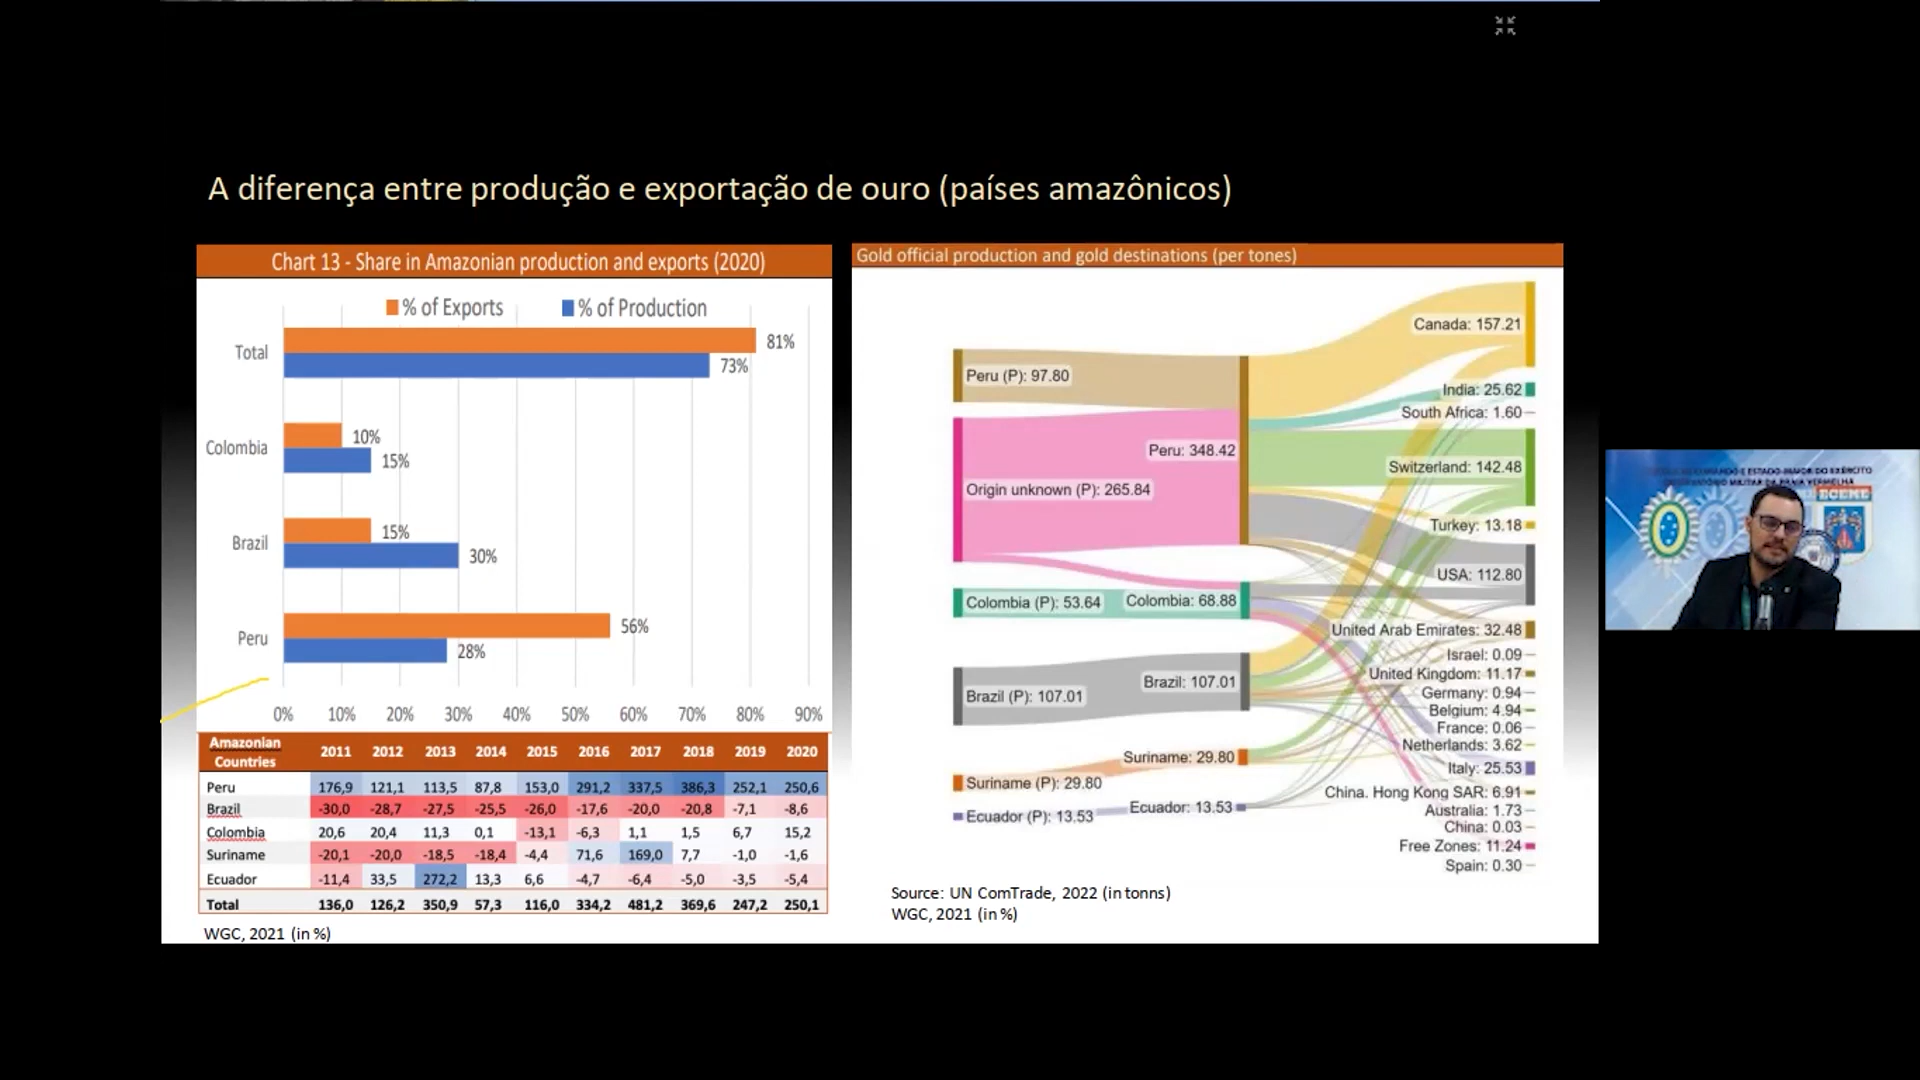 A diferença entre produção e exportação de ouro (países amazônicos)
Chart 13 - Share in Amazonian production and exports (2020)
% of Exports % of Production
Total 81%
73%
Colombia 10%
15%
Brazil 15%
30%
Peru 56%
28%
0% 10% 20% 30% 40% 50% 60% 70% 80% 90%
Amazonian Countries 2011 2012 2013 2014 2015 2016 2017 2018 2019 2020
Peru 176,9 121,1 113,5 87,8 153,0 291,2 337,5 386,3 252,1 250,6
Brazil -30,0 -28,7 -27,5 -25,5 -26,0 -17,6 -20,0 -20,8 -7,1 -8,6
Colombia 20,6 20,4 11,3 0,1 -13,1 -6,3 1,1 1,5 6,7 15,2
Suriname -20,1 -20,0 -18,5 -18,4 -4,4 71,6 169,0 7,7 -1,0 -1,6
Ecuador -11,4 33,5 272,2 13,3 6,6 -4,7 -6,4 -5,0 -3,5 -5,4
Total 136,0 126,2 350,9 57,3 116,0 334,2 481,2 369,6 247,2 250,1
WGC, 2021 (in %)
Gold official production and gold destinations (per tones)
Peru (P): 97.80
Origin unknown (P): 265.84
Colombia (P): 53.64
Brazil (P): 107.01
Suriname (P): 29.80
Ecuador (P): 13.53
Peru: 348.42
Colombia: 68.88
Brazil: 107.01
Suriname: 29.80
Ecuador: 13.53
Canada: 157.21
India: 25.62
South Africa: 1.60
Switzerland: 142.48
Turkey: 13.18
USA: 112.80
United Arab Emirates: 32.48
Israel: 0.09
United Kingdom: 11.17
Germany: 0.94
Belgium: 4.94
France: 0.06
Netherlands: 3.62
Italy: 25.53
China. Hong Kong SAR: 6.91
Australia: 1.73
China: 0.03
Free Zones: 11.24
Spain: 0.30
Source: UN ComTrade, 2022 (in tonns)
WGC, 2021 (in %)
COMANDO E ESTADO-MAIOR DO EXÉRCITO
MILITAR DA PRAIA VERMELHA
ECEME